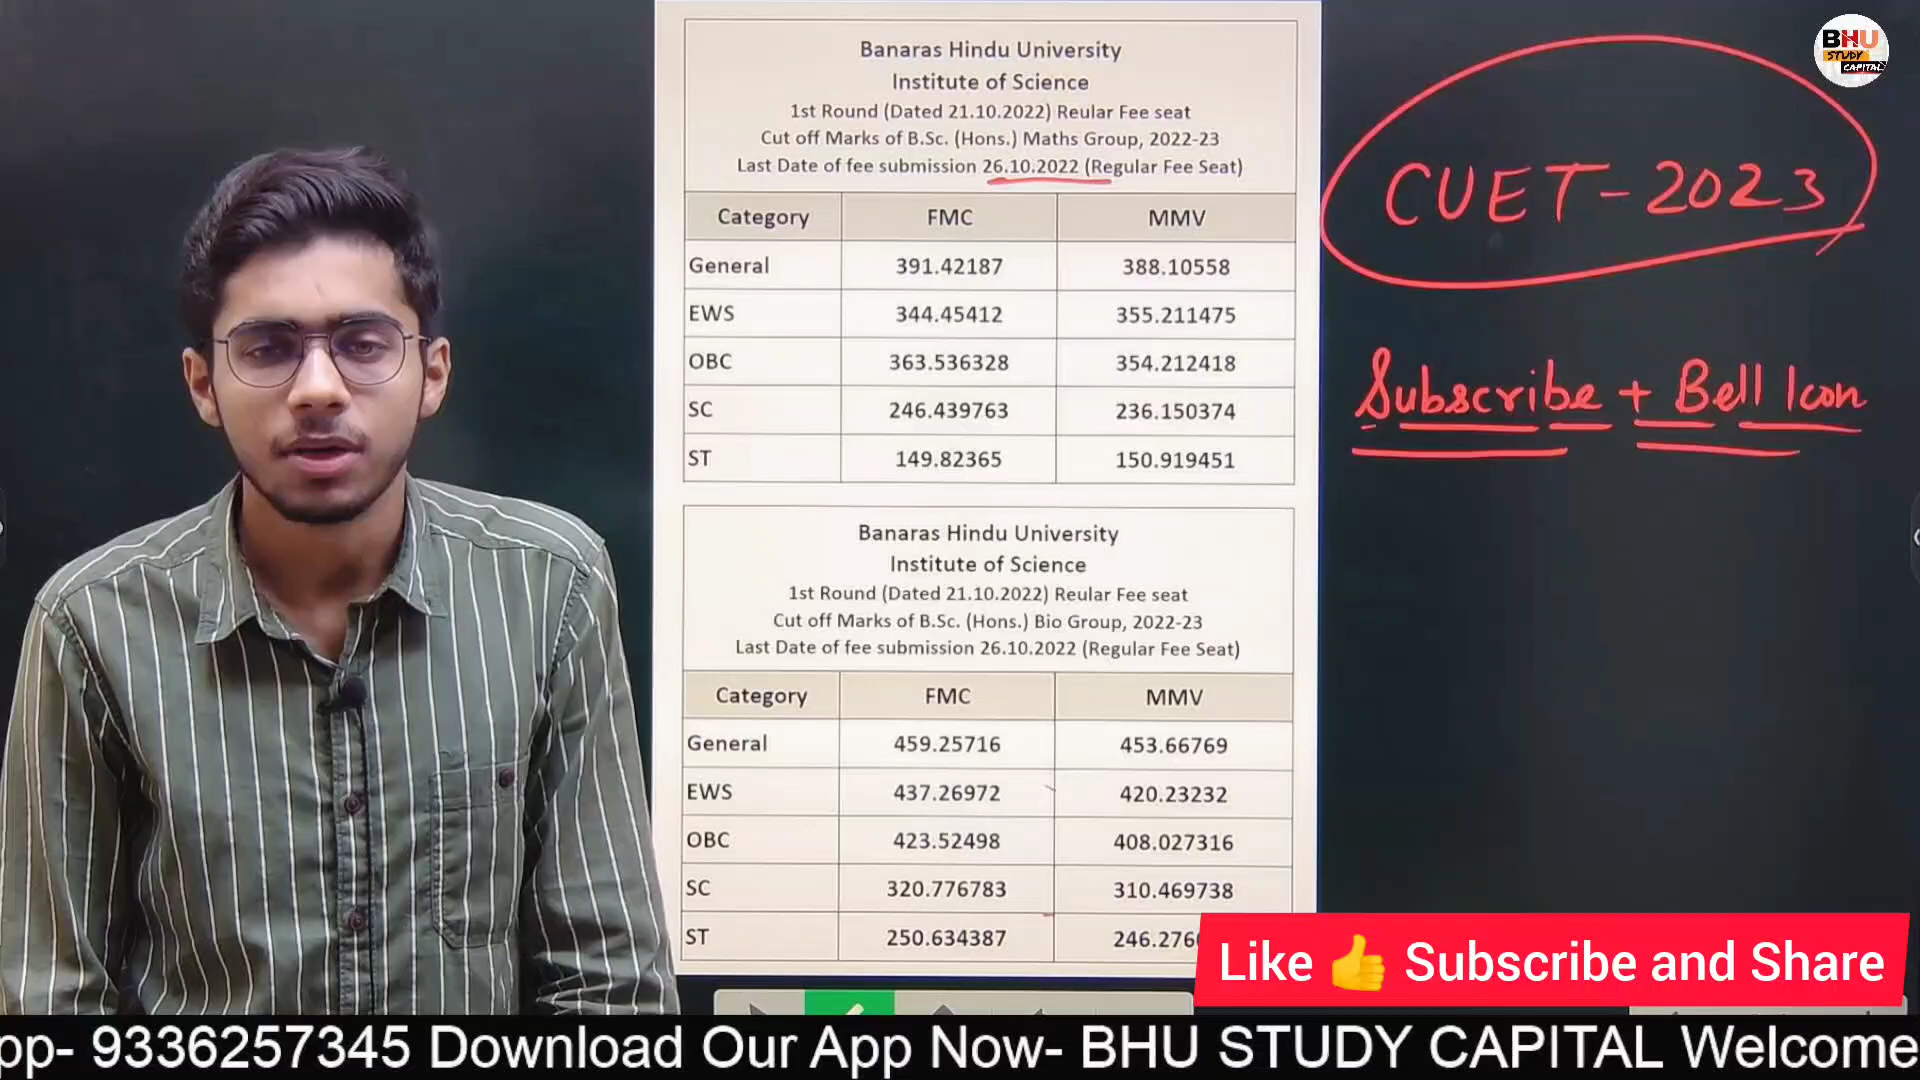 Banaras Hindu University
Institute of Science
1st Round (Dated 21.10.2022) Reular Fee seat
Cut off Marks of B.Sc. (Hons.) Maths Group, 2022-23
Last Date of fee submission 26.10.2022 (Regular Fee Seat)
Category FMC MMV
General 391.42187 388.10558
EWS 344.45412 355.211475
OBC 363.536328 354.212418
SC 246.439763 236.150374
ST 149.82365 150.919451
Banaras Hindu University
Institute of Science
1st Round (Dated 21.10.2022) Reular Fee seat
Cut off Marks of B.Sc. (Hons.) Bio Group, 2022-23
Last Date of fee submission 26.10.2022 (Regular Fee Seat)
Category FMC MMV
General 459.25716 453.66769
EWS 437.26972 420.23232
OBC 423.52498 408.027316
SC 320.776783 310.469738
ST 250.634387
BHU
STUDY
CAPITAL
CUET-2023
Subscribe + Bell Icon
Like 👍 Subscribe and Share
pp- 9336257345 Download Our App Now- BHU STUDY CAPITAL Welcome